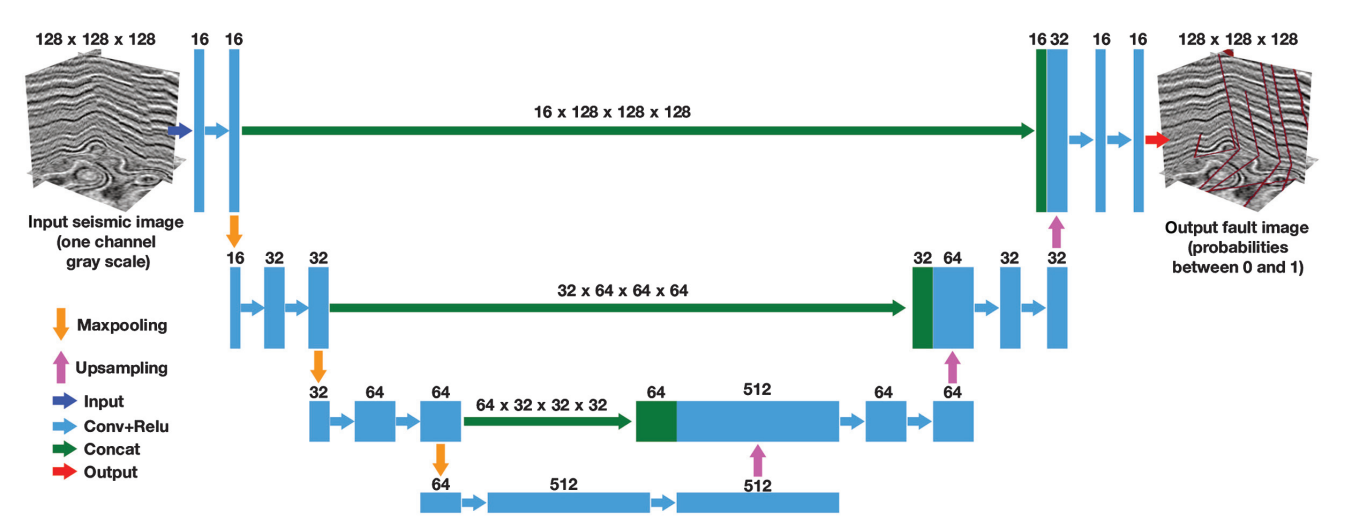 128 x 128 x 128
16 16
16 32 16 16
128 x 128 x 128
16 x 128 x 128 x 128
Input seismic image
(one channel
gray scale)
Output fault image
(probabilities
between 0 and 1)
16 32 32
32 64 32 32
32 x 64 x 64 x 64
Maxpooling
Upsampling
Input
Conv+Relu
Concat
Output
32 64 64
64 x 32 x 32 x 32
64 512 64 64
64 512 512